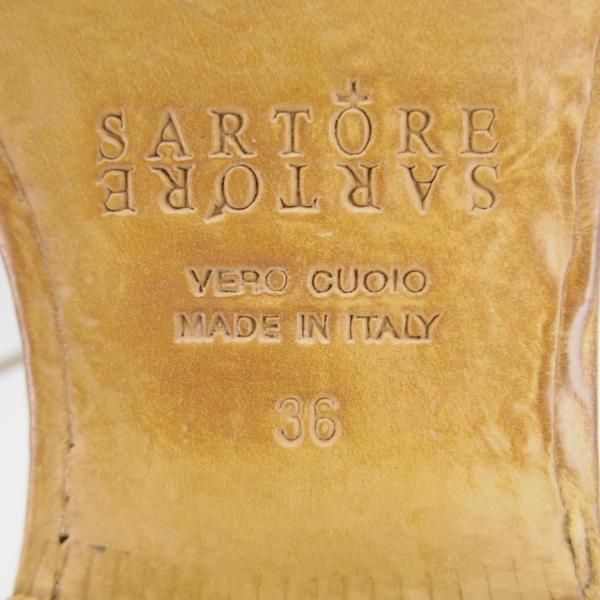 SARTORE
SARTORE
VERO CUOIO
MADE IN ITALY
36